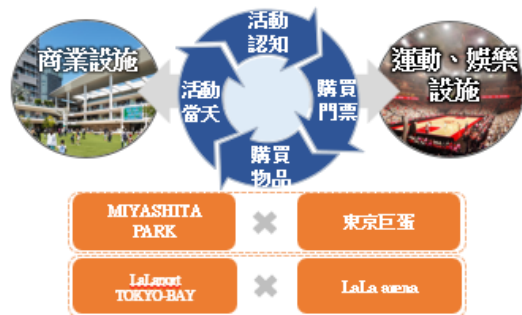 活動
認知
商業設施
運動、娛樂
設施
活動
當天
購買
門票
購買
物品
MIYASHITA
PARK
東京巨蛋
LaLaport
TOKYO-BAY
LaLa arena